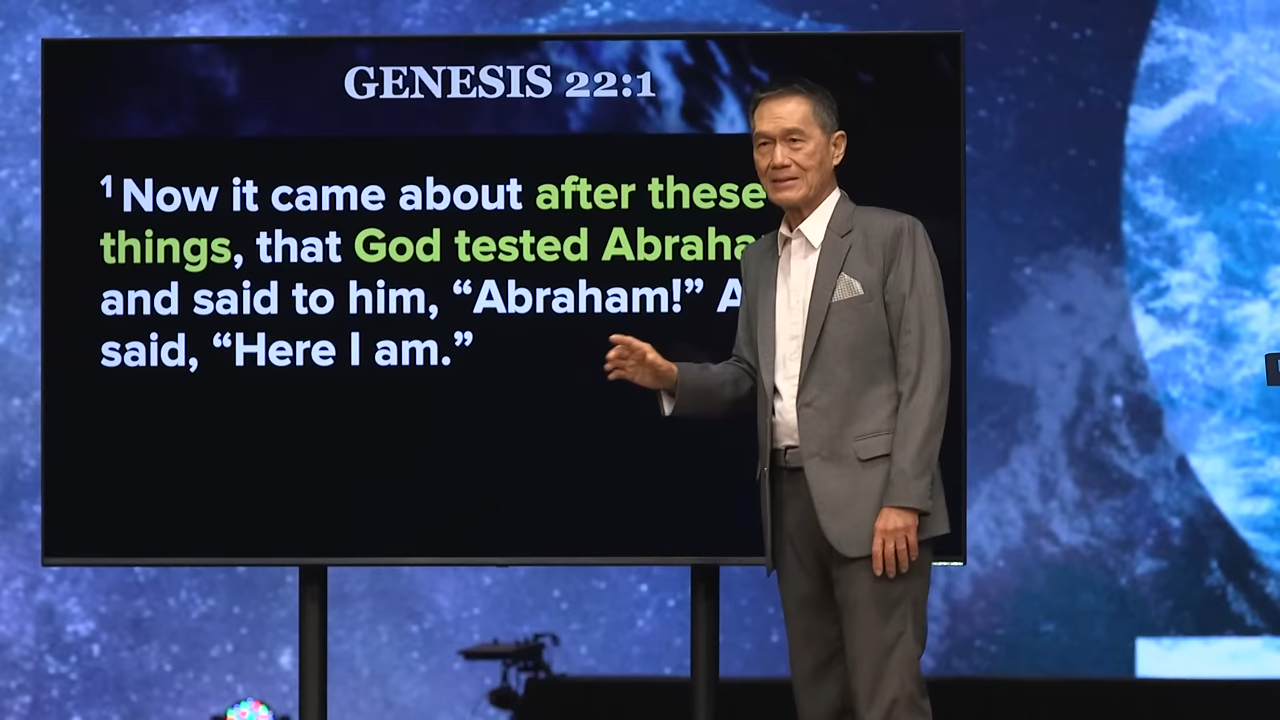 GENESIS 22:1
1 Now it came about after these
things, that God tested
and said to him, “Abraham!”
said, “Here I am.”